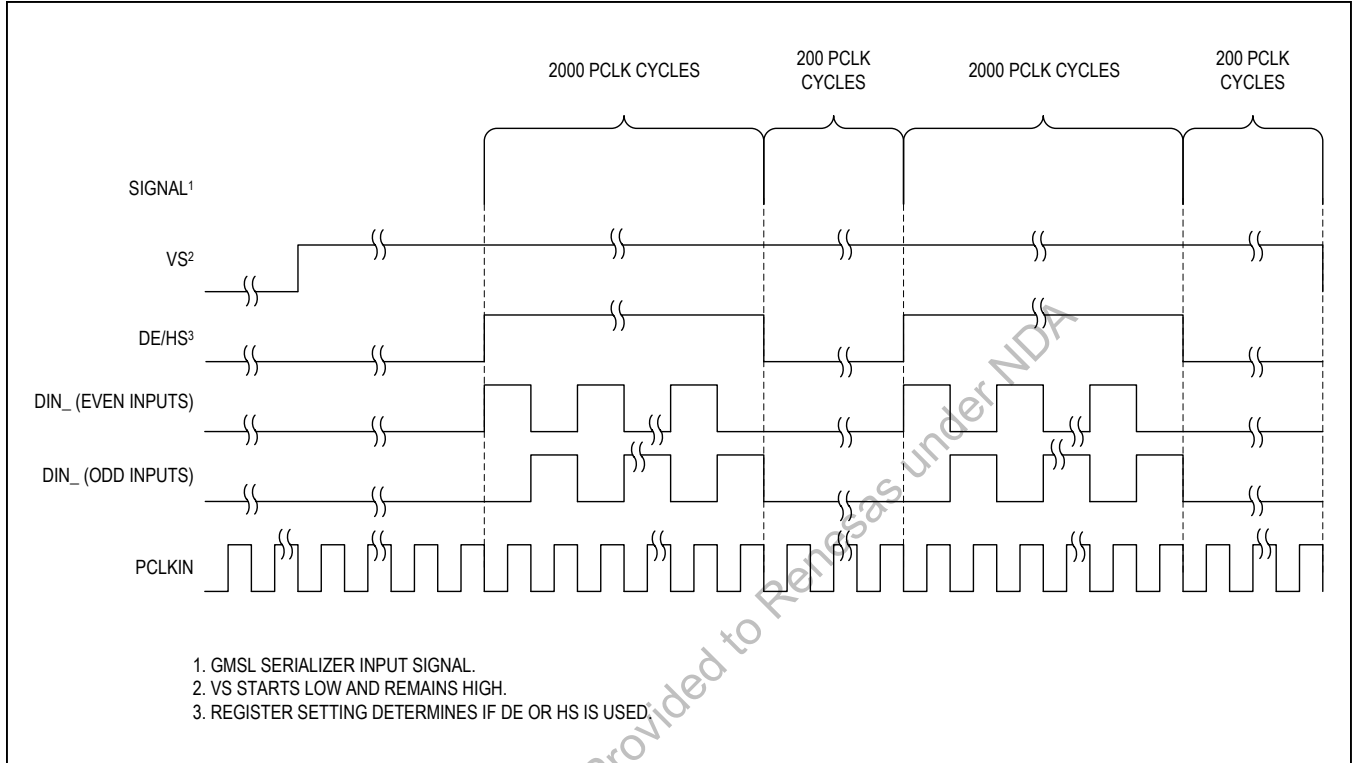 2000 PCLK CYCLES
200 PCLK
CYCLES
2000 PCLK CYCLES
200 PCLK
CYCLES
SIGNAL¹
VS²
DE/HS³
DIN_ (EVEN INPUTS)
DIN_ (ODD INPUTS)
PCLKIN
1. GMSL SERIALIZER INPUT SIGNAL.
2. VS STARTS LOW AND REMAINS HIGH.
3. REGISTER SETTING DETERMINES IF DE OR HS IS USED.
Provided to Renesas under NDA